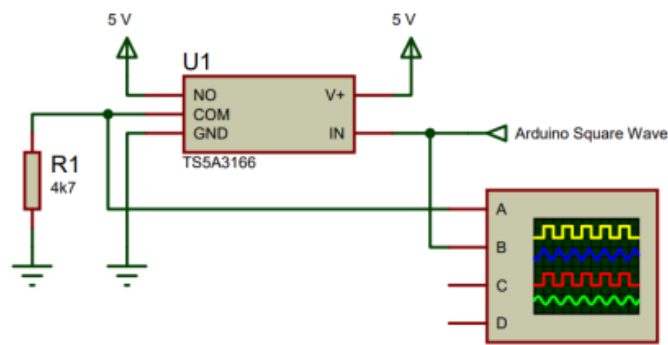 5 V
5 V
U1
NO
V+
COM
GND
IN
TS5A3166
Arduino Square Wave
R1
4k7
A
B
C
D